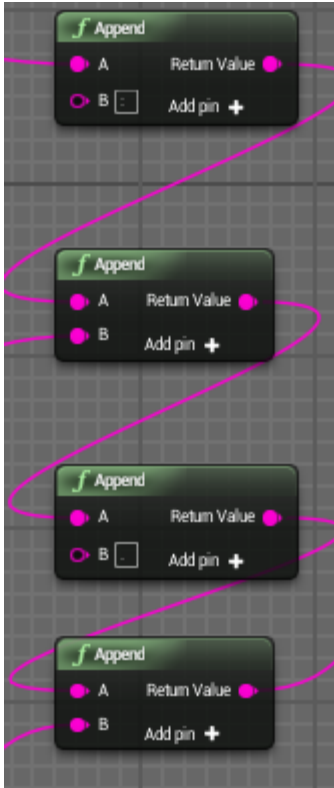 f Append
A Return Value
B :
Add pin +
f Append
A Return Value
B
Add pin +
f Append
A Return Value
B .
Add pin +
f Append
A Return Value
B
Add pin +